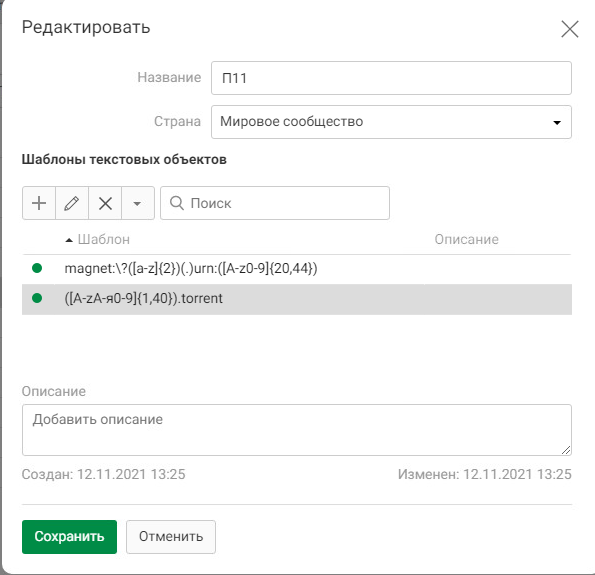 Редактировать
Название П11
Страна Мировое сообщество
Шаблоны текстовых объектов
Поиск
Шаблон Описание
magnet:\?([a-z]{2})(.)urn:([A-z0-9]{20,44})
([A-zА-я0-9]{1,40}).torrent
Описание
Добавить описание
Создан: 12.11.2021 13:25 Изменен: 12.11.2021 13:25
Сохранить Отменить